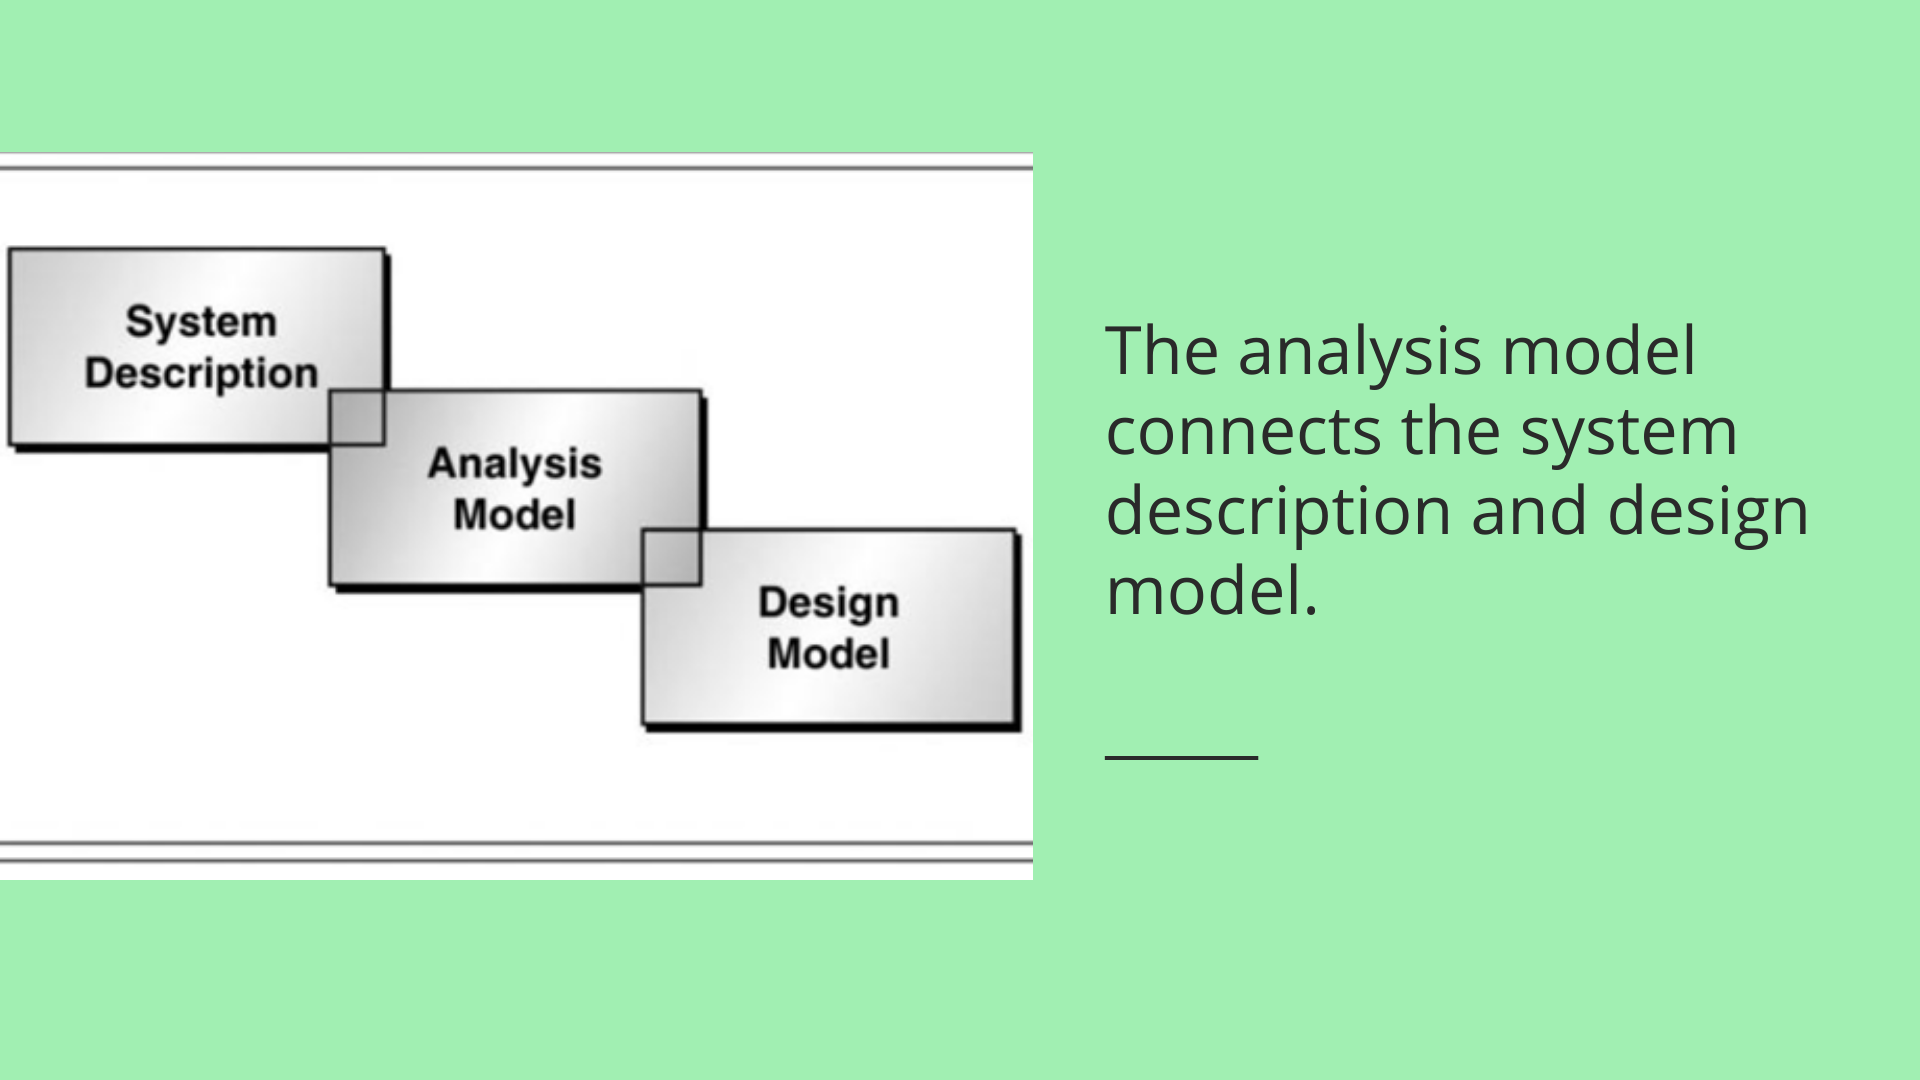 System
Description
Analysis
Model
Design
Model
The analysis model
connects the system
description and design
model.